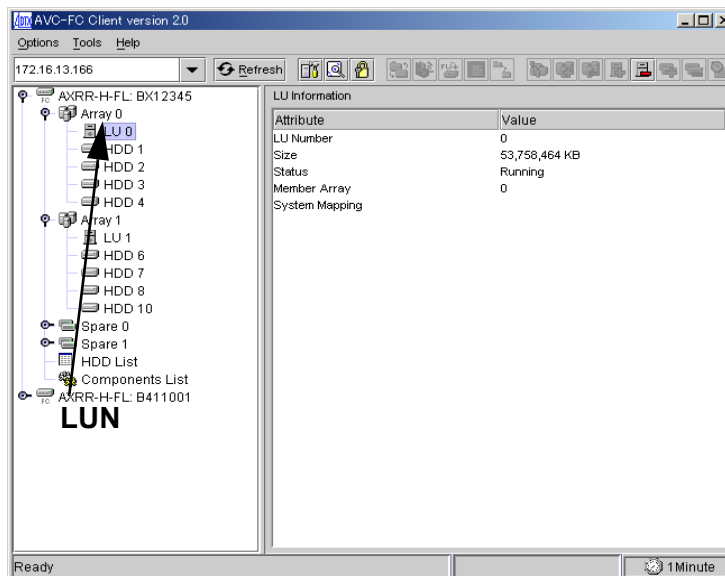 AVC-FC Client version 2.0
Options Tools Help
172.16.13.166
Refresh
AXRR-H-FL: BX12345
Array 0
LU 0
HDD 1
HDD 2
HDD 3
HDD 4
Array 1
LU 1
HDD 6
HDD 7
HDD 8
HDD 10
Spare 0
Spare 1
HDD List
Components List
AXRR-H-FL: B411001
LUN
LU Information
Attribute Value
LU Number 0
Size 53,758,464 KB
Status Running
Member Array 0
System Mapping
Ready
1Minute